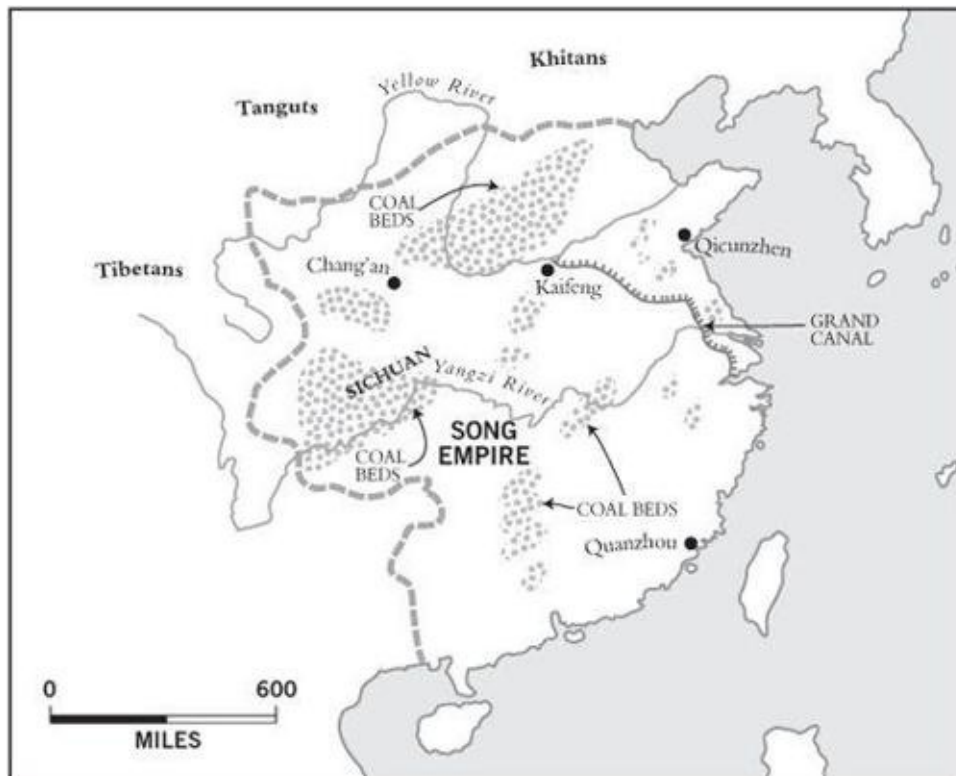 Khitans
Yellow River
Tanguts
COAL
BEDS
Qicunzhen
Chang'an
Tibetans
Kaifeng
GRAND
CANAL
SICHUAN
Yangzi River
SONG
EMPIRE
COAL
BEDS
COAL BEDS
Quanzhou
0
600
MILES